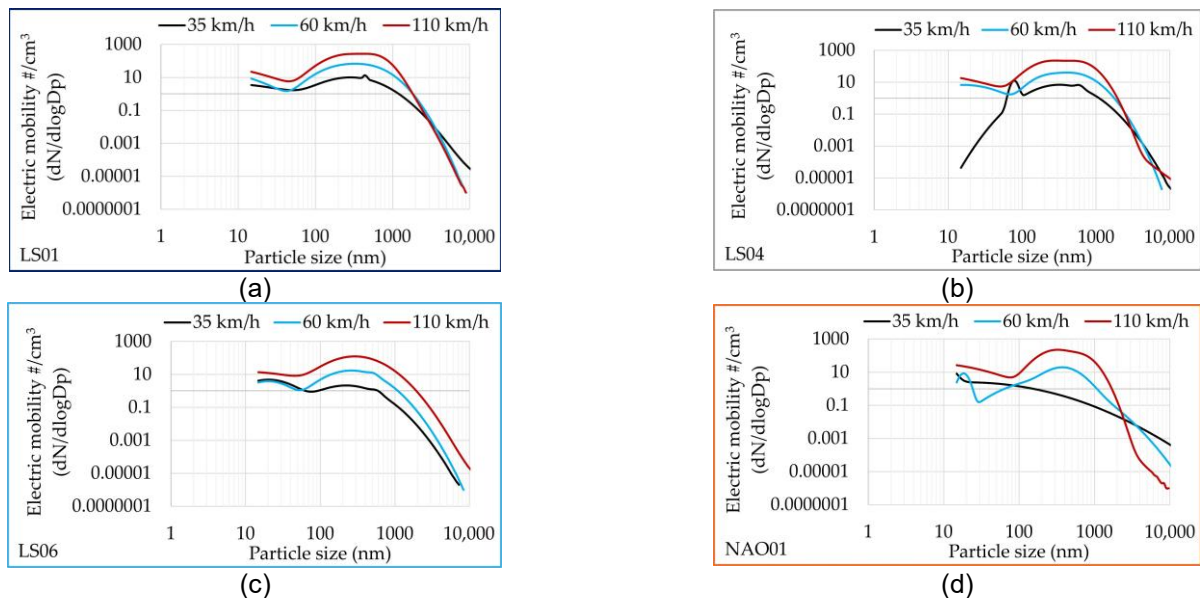 35 km/h 60 km/h 110 km/h
Electric mobility #/cm³
(dN/dlogDp)
1000
10
0.1
0.001
0.00001
0.0000001
1 10 100 1000 10,000
Particle size (nm)
LS01
(a)
35 km/h 60 km/h 110 km/h
Electric mobility #/cm³
(dN/dlogDp)
1000
10
0.1
0.001
0.00001
0.0000001
1 10 100 1000 10,000
Particle size (nm)
LS04
(b)
35 km/h 60 km/h 110 km/h
Electric mobility #/cm³
(dN/dlogDp)
1000
10
0.1
0.001
0.00001
0.0000001
1 10 100 1000 10,000
Particle size (nm)
LS06
(c)
35 km/h 60 km/h 110 km/h
Electric mobility #/cm³
(dN/dlogDp)
1000
10
0.1
0.001
0.00001
0.0000001
1 10 100 1000 10,000
Particle size (nm)
NAO01
(d)